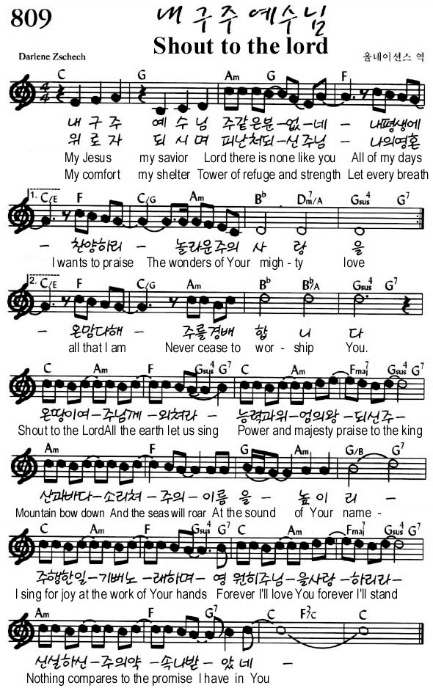 809
내 구주 예수님
Shout to the lord
Darlene Zschech
율네이션스 역
C G Am G F
4/4
내 구주 예 수 님 주같은분-없-네- 내평생에
위 로 자 되 시 며 피난처되-신주님- 나의영혼
My Jesus my savior Lord there is none like you All of my days
My comfort my shelter Tower of refuge and strength Let every breath
1. C/E F C/G Am Bb D7m/A Gsus4 G7
- 찬양하리 - 놀라운주의 사 랑 을
I wants to praise The wonders of Your migh - ty love
2. C/E F C/G Am Bb Bb/A Gsus4 G7
- 온맘다해 - 주를경배 합 니 다
all that I am Never cease to wor - ship You.
C Am F Gsus4 G7 C Am Fmaj7 Gsus4
온땅이여-주님께-외쳐라- 능력과위-엄의왕-되신주-
Shout to the LordAll the earth let us sing Power and majesty praise to the king
Am F G/B G7
산과바다-소리쳐-주의-이름 을- 높 이 리 -
Mountain bow down And the seas will roar At the sound of Your name -
C Am F Gsus4 G7 C Am Fmaj7 Gsus4
주행한일-기뻐노-래하며- 영 원히주님-을사랑-하리라-
I sing for joy at the work of Your hands Forever I'll love You forever I'll stand
Am F G7 C F2/C C
신실하신-주의약-속나받- 았 네 -
Nothing compares to the promise I have in You